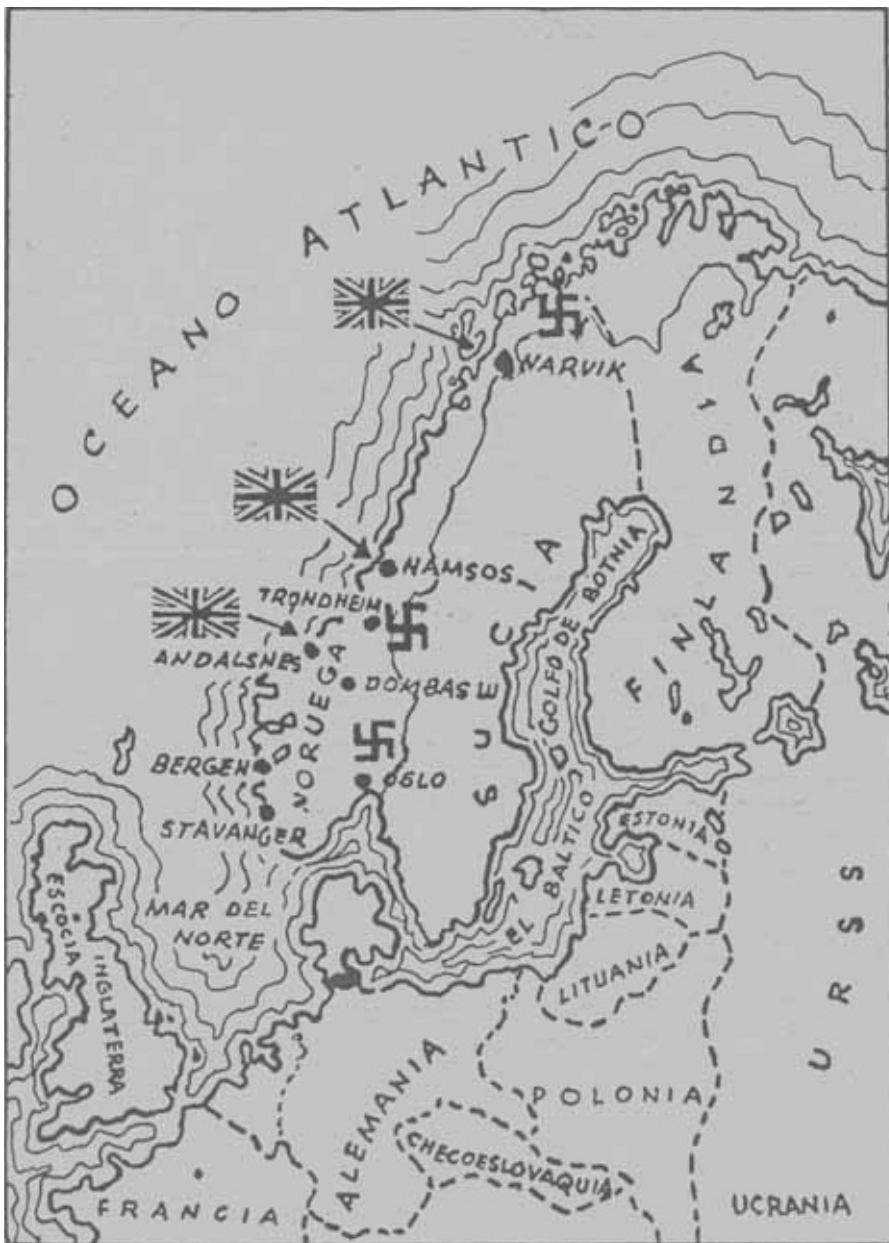 OCEANO ATLANTICO
NARVIK
NAMSOS
TRONDHEIM
ANDALSNES
DOMBAS
NORUEGA
SUECIA
FINLANDIA
GOLFO DE BOTNIA
BERGEN
OSLO
STAVANGER
EL BALTICO
ESTONIA
LETONIA
LITUANIA
MAR DEL
NORTE
ESCOCIA
INGLATERRA
URSS
ALEMANIA
POLONIA
CHECOESLOVAQUIA
FRANCIA
UCRANIA